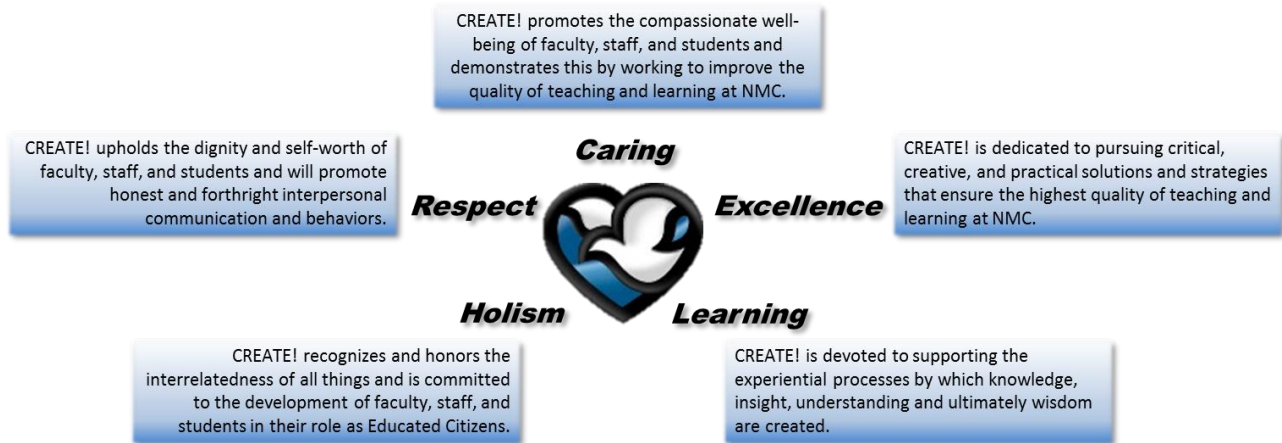 CREATE! promotes the compassionate well-
being of faculty, staff, and students and
demonstrates this by working to improve the
quality of teaching and learning at NMC.
Caring
CREATE! upholds the dignity and self-worth of
faculty, staff, and students and will promote
honest and forthright interpersonal
communication and behaviors.
Respect
Excellence
CREATE! is dedicated to pursuing critical,
creative, and practical solutions and strategies
that ensure the highest quality of teaching and
learning at NMC.
Holism
Learning
CREATE! recognizes and honors the
interrelatedness of all things and is committed
to the development of faculty, staff, and
students in their role as Educated Citizens.
CREATE! is devoted to supporting the
experiential processes by which knowledge,
insight, understanding and ultimately wisdom
are created.